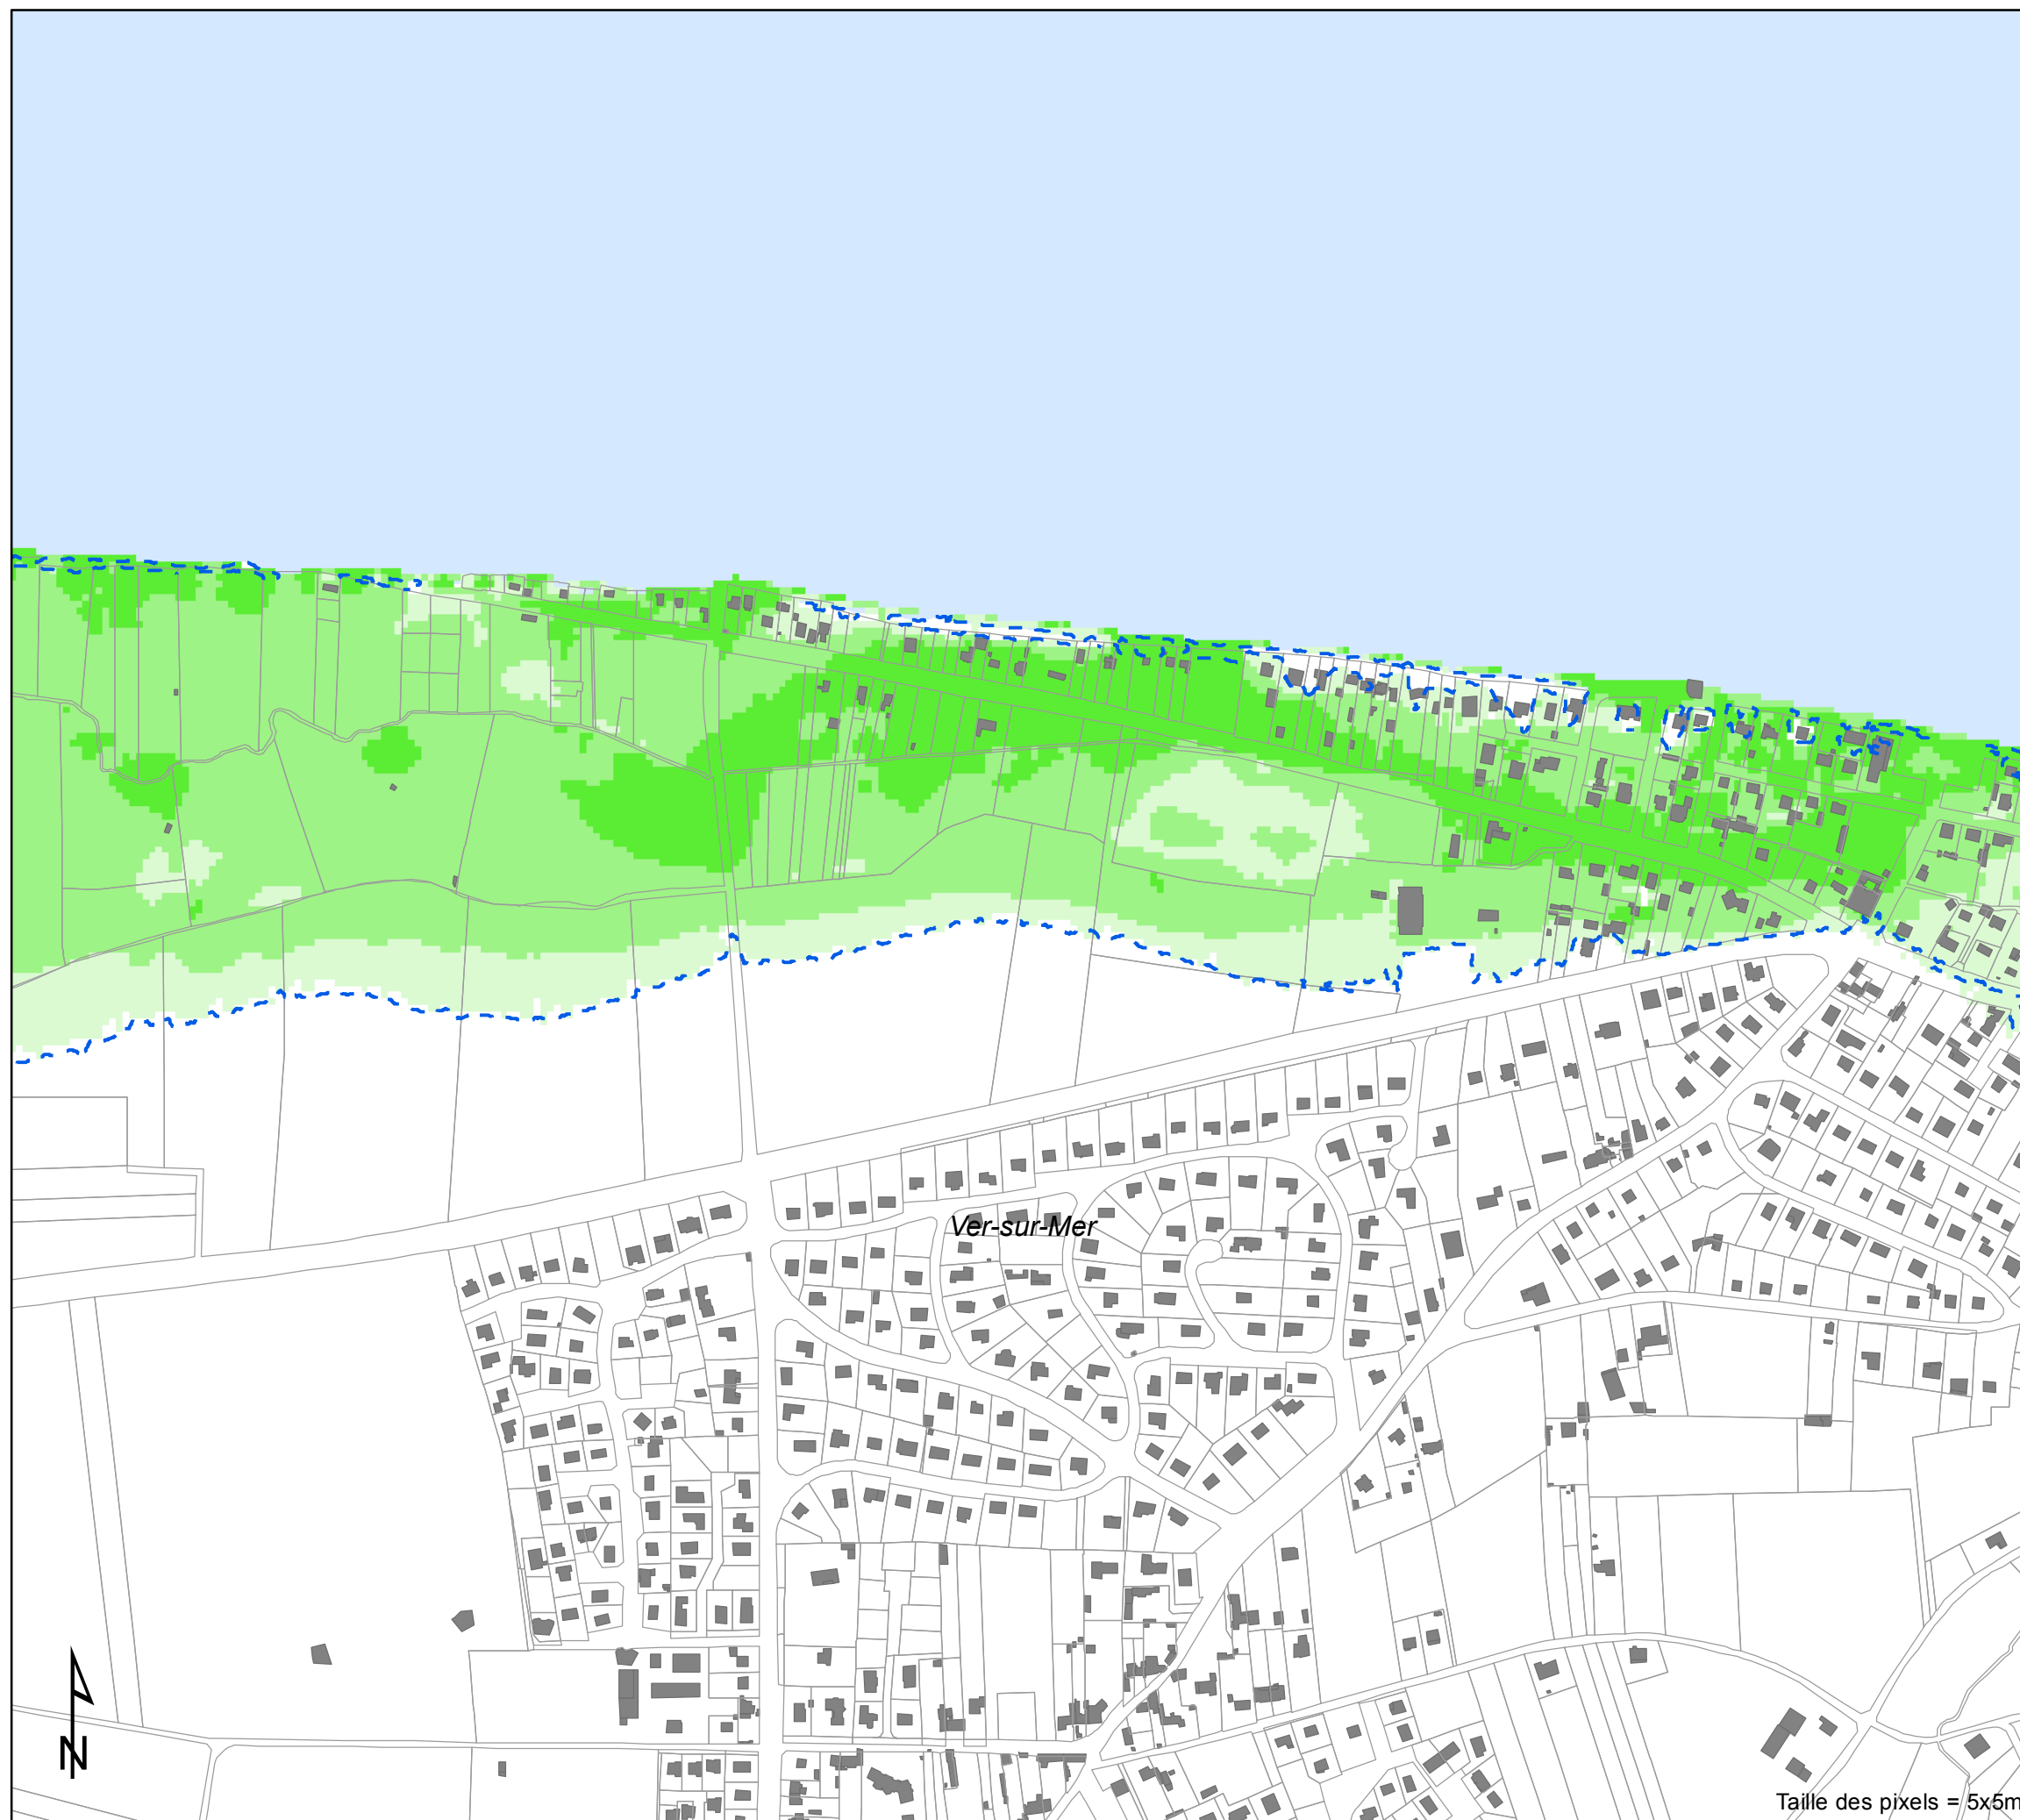 Ver-sur-Mer
N
Taille des pixels = 5x5m